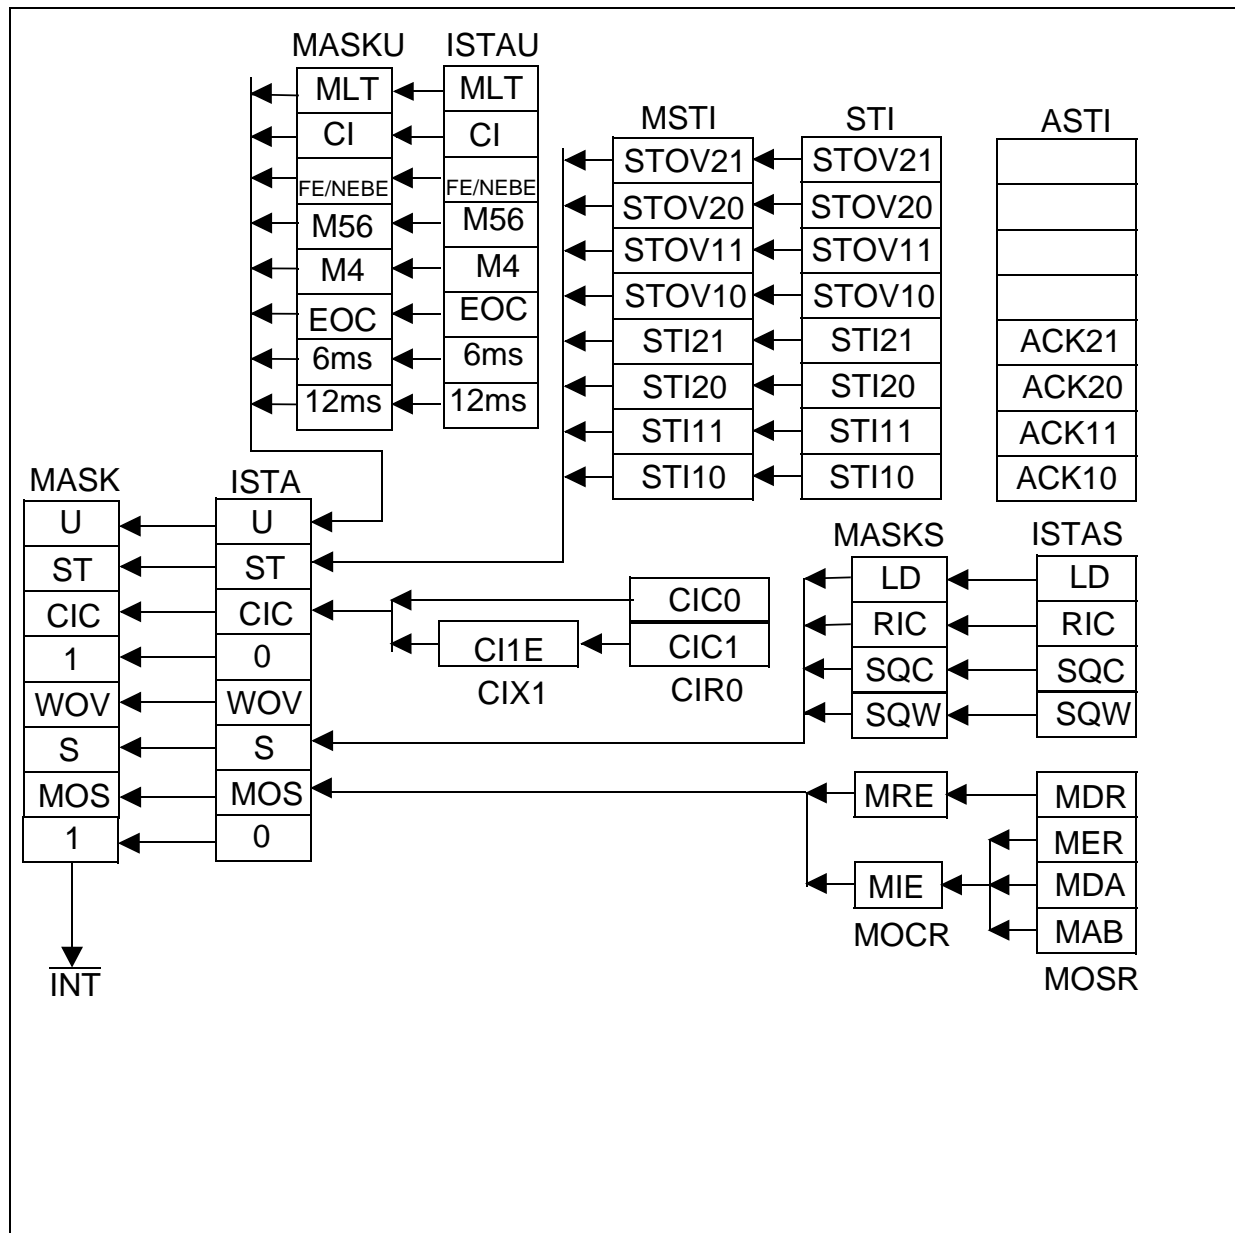 MASKU ISTAU
MLT MLT
CI CI
FE/NEBE FE/NEBE
M56 M56
M4 M4
EOC EOC
6ms 6ms
12ms 12ms
MSTI STI ASTI
STOV21 STOV21
STOV20 STOV20
STOV11 STOV11
STOV10 STOV10
STI21 STI21 ACK21
STI20 STI20 ACK20
STI11 STI11 ACK11
STI10 STI10 ACK10
MASK ISTA
U U
ST ST
CIC CIC
1 0
WOV WOV
S S
MOS MOS
1 0
INT
CIC0
CI1E CIC1
CIX1 CIR0
MASKS ISTAS
LD LD
RIC RIC
SQC SQC
SQW SQW
MRE MDR
MER
MIE MDA
MAB
MOCR MOSR